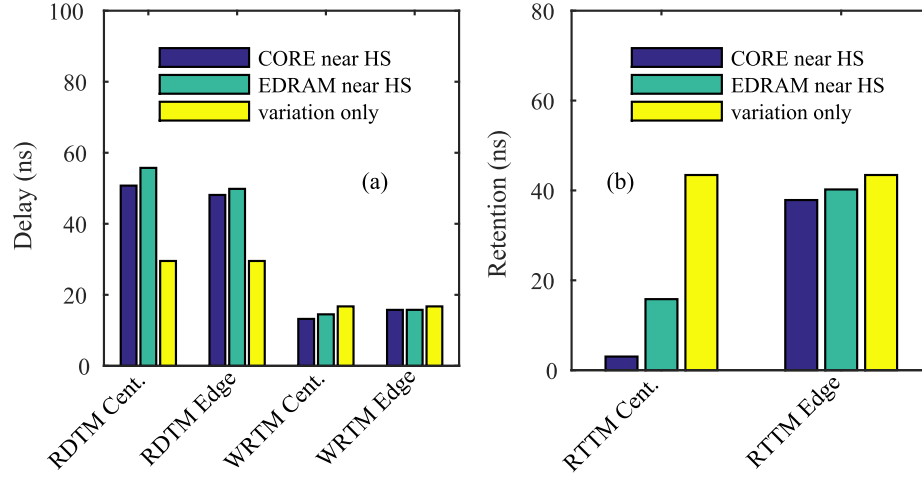 100
80
60
40
20
0
Delay (ns)
CORE near HS
EDRAM near HS
variation only
(a)
RDTM Cent.
RDTM Edge
WRTM Cent.
WRTM Edge
80
60
40
20
0
Retention (ns)
CORE near HS
EDRAM near HS
variation only
(b)
RTTM Cent.
RTTM Edge